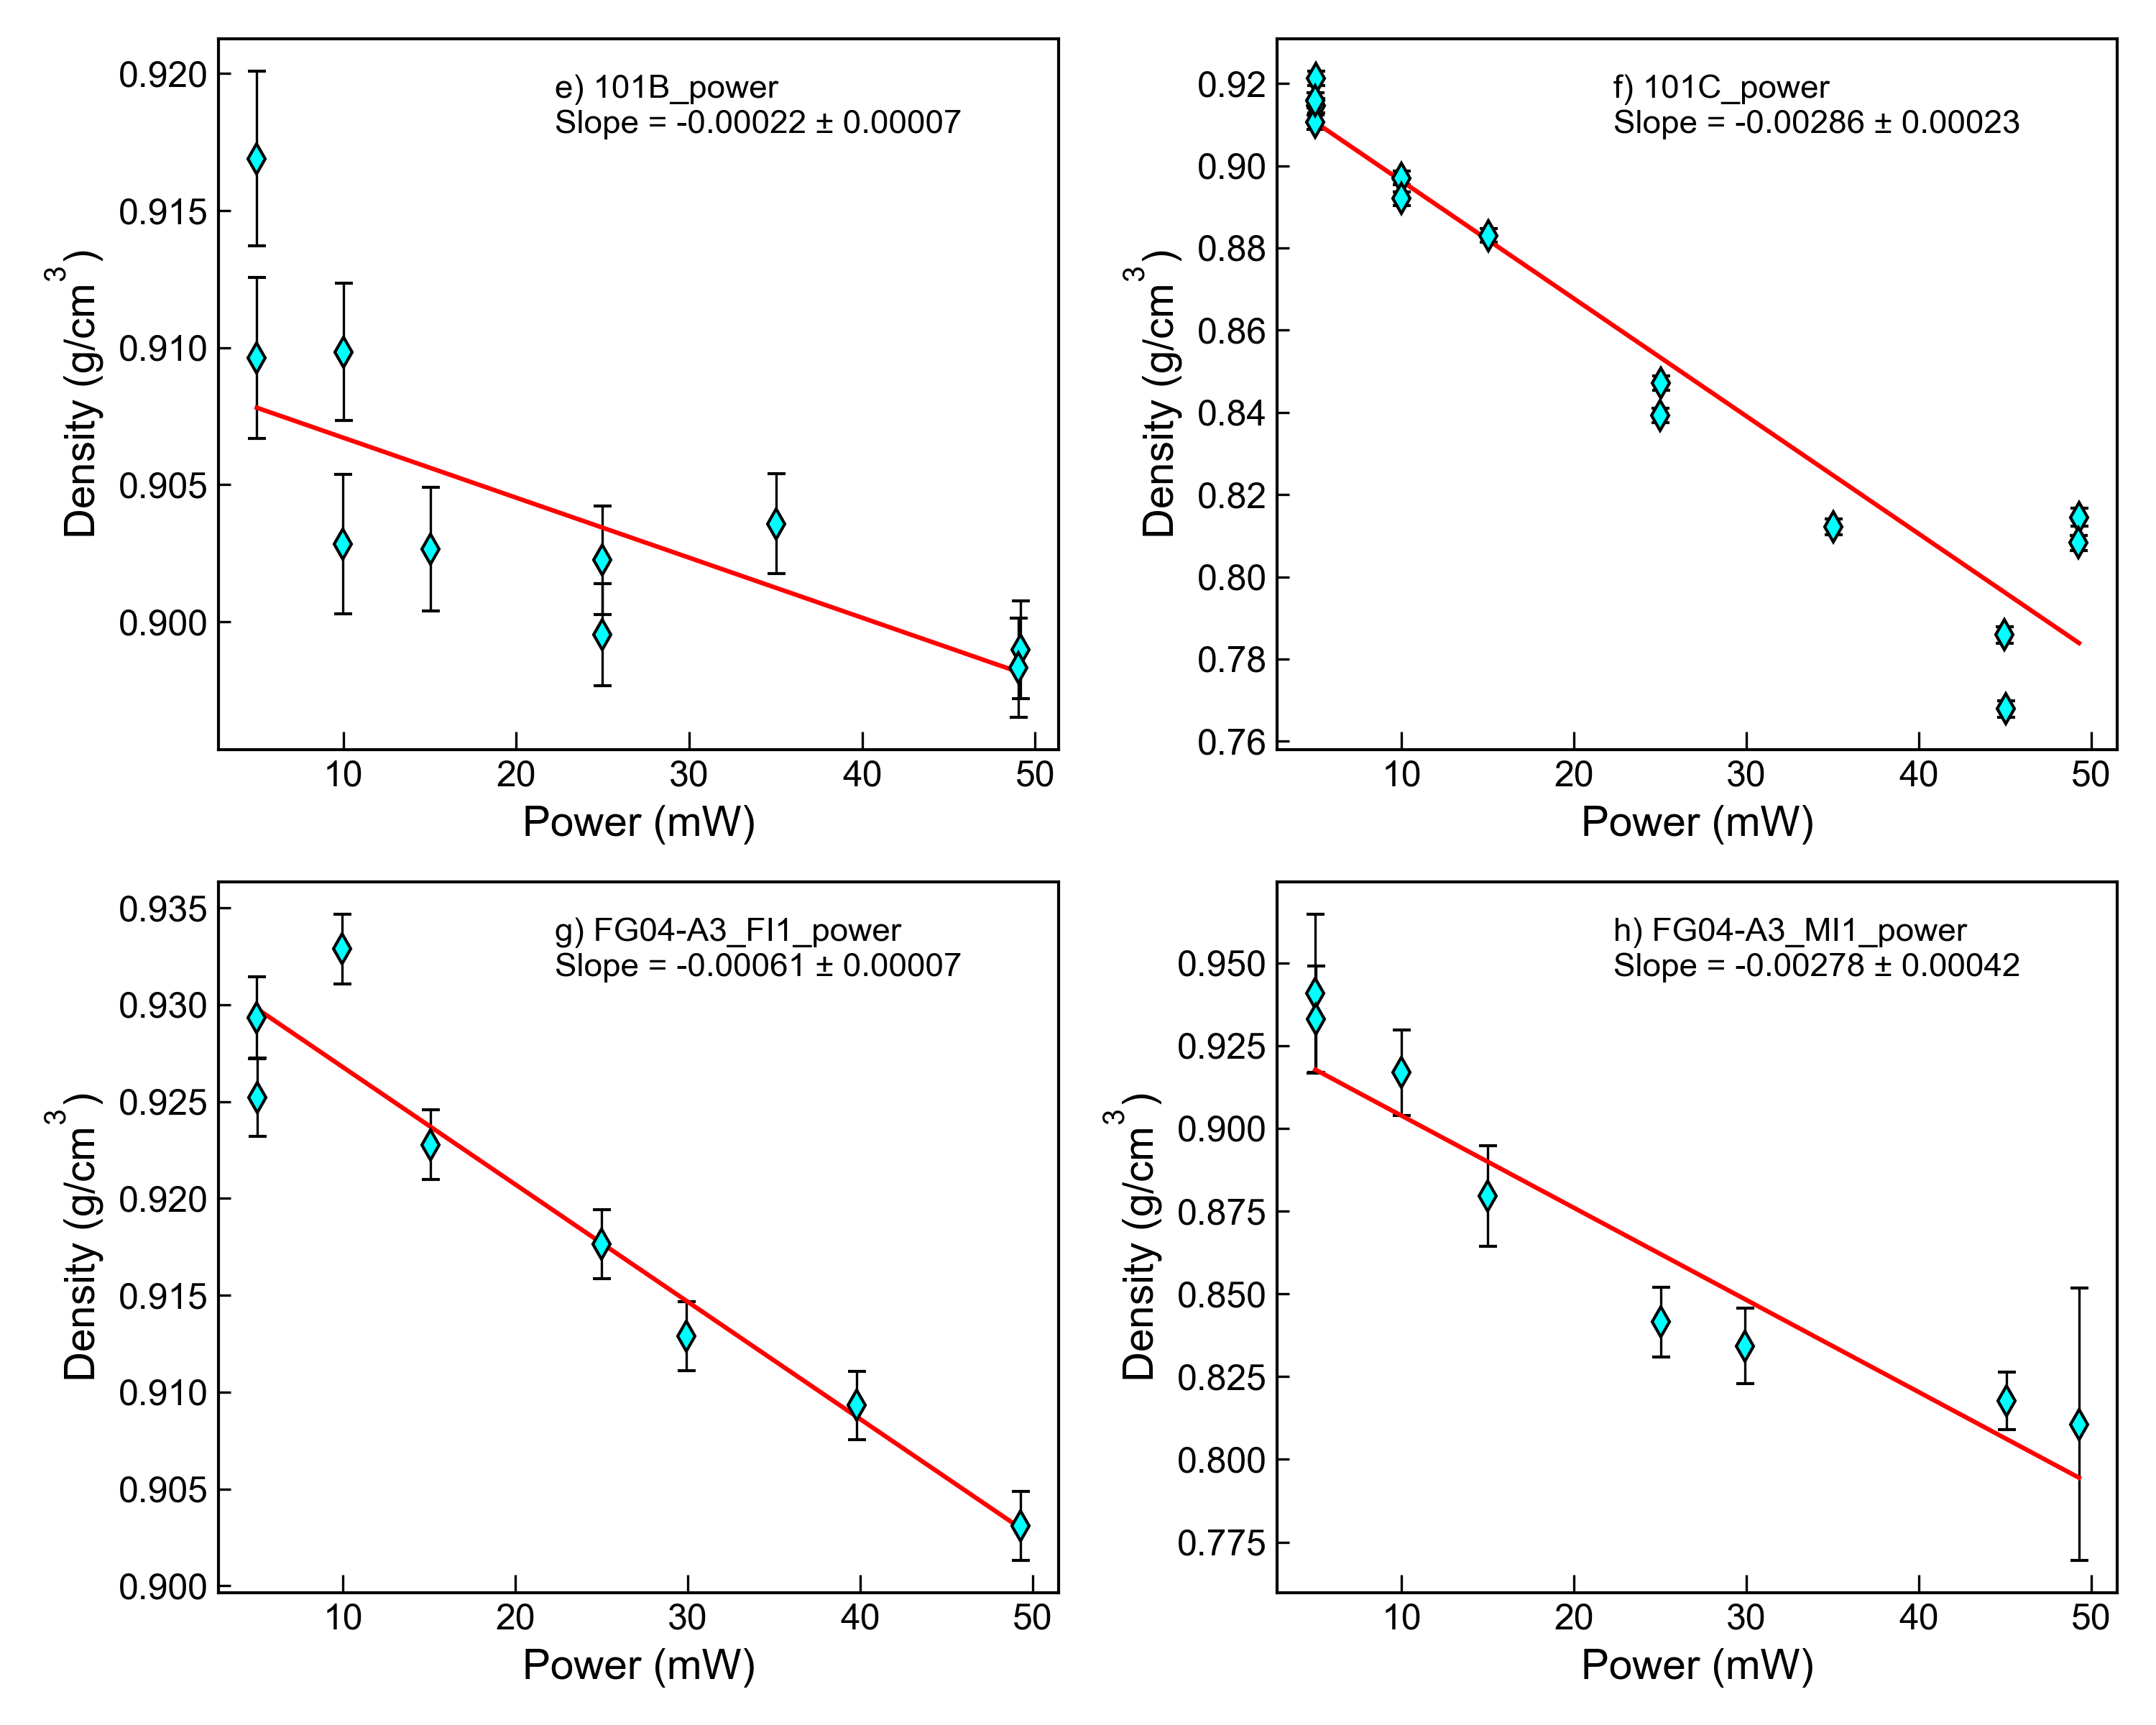 e) 101B_power
Slope = -0.00022 ± 0.00007
0.920
0.915
0.910
0.905
0.900
Density (g/cm³)
10 20 30 40 50
Power (mW)
f) 101C_power
Slope = -0.00286 ± 0.00023
0.92
0.90
0.88
0.86
0.84
0.82
0.80
0.78
0.76
Density (g/cm³)
10 20 30 40 50
Power (mW)
g) FG04-A3_FI1_power
Slope = -0.00061 ± 0.00007
0.935
0.930
0.925
0.920
0.915
0.910
0.905
0.900
Density (g/cm³)
10 20 30 40 50
Power (mW)
h) FG04-A3_MI1_power
Slope = -0.00278 ± 0.00042
0.950
0.925
0.900
0.875
0.850
0.825
0.800
0.775
Density (g/cm³)
10 20 30 40 50
Power (mW)